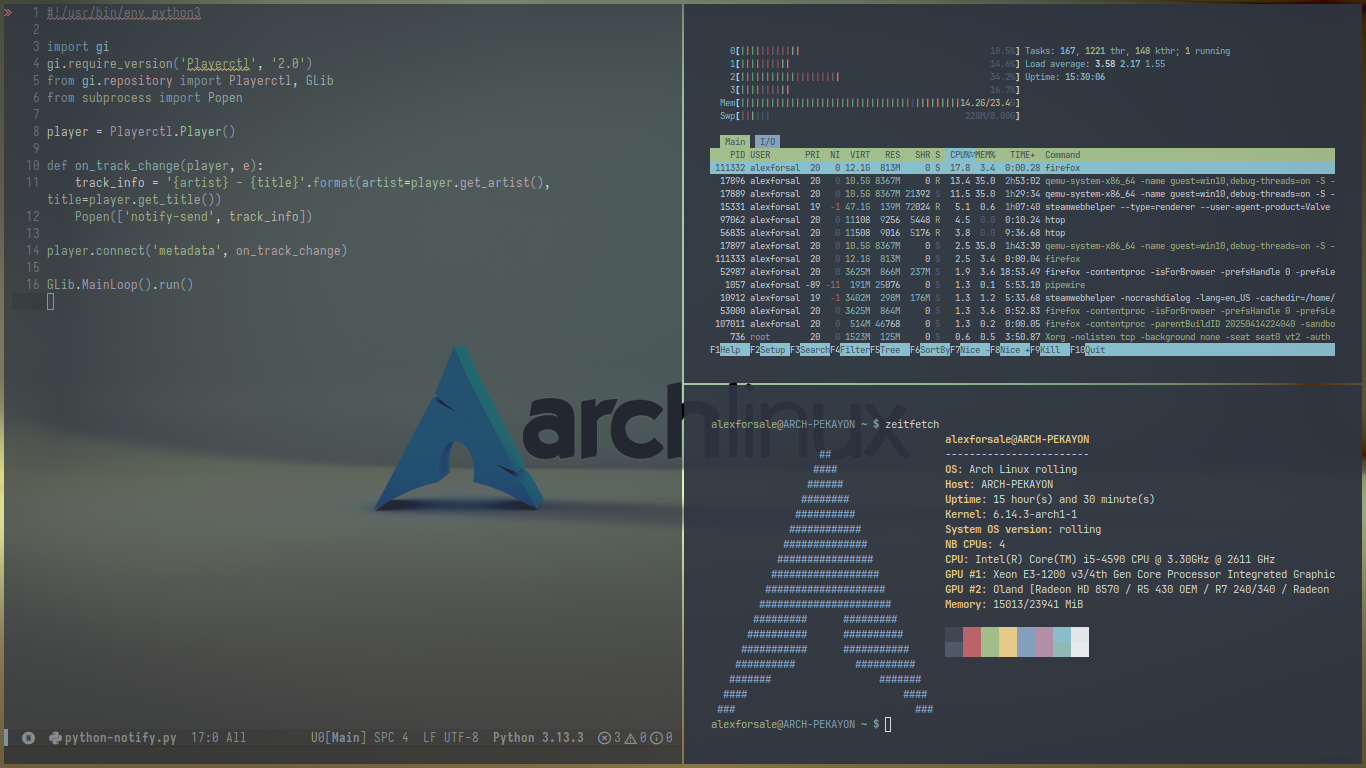 1 #!/usr/bin/env python3
2
3 import gi
4 gi.require_version('Playerctl', '2.0')
5 from gi.repository import Playerctl, GLib
6 from subprocess import Popen
7
8 player = Playerctl.Player()
9
10 def on_track_change(player, e):
11     track_info = '{artist} - {title}'.format(artist=player.get_artist(),
title=player.get_title())
12     Popen(['notify-send', track_info])
13
14 player.connect('metadata', on_track_change)
15
16 GLib.MainLoop().run()
archlinux
python-notify.py 17:0 All U0[Main] SPC 4 LF UTF-8 Python 3.13.3 3 0 0
0[ 18.5%] Tasks: 167, 1221 thr, 148 kthr; 1 running
1[ 14.6%] Load average: 3.58 2.17 1.55
2[ 34.2%] Uptime: 15:30:06
3[ 16.7%]
Mem[ 14.2G/23.4G]
Swp[ 228M/8.00G]
Main I/O
PID USER PRI NI VIRT RES SHR S CPU%▽MEM% TIME+ Command
111332 alexforsal 20 0 12.1G 813M 0 S 17.8 3.4 0:00.28 firefox
17896 alexforsal 20 0 10.5G 8367M 0 R 13.4 35.0 2h53:02 qemu-system-x86_64 -name guest=win10,debug-threads=on -S -
17889 alexforsal 20 0 10.5G 8367M 21392 S 11.5 35.0 1h29:34 qemu-system-x86_64 -name guest=win10,debug-threads=on -S -
15331 alexforsal 19 -1 47.1G 139M 72024 R 5.1 0.6 1h07:40 steamwebhelper --type=renderer --user-agent-product=Valve
97062 alexforsal 20 0 11108 9256 5448 R 4.5 0.0 0:10.24 htop
56835 alexforsal 20 0 11508 9016 5176 R 3.8 0.0 9:36.68 htop
17897 alexforsal 20 0 10.5G 8367M 0 S 2.5 35.0 1h43:30 qemu-system-x86_64 -name guest=win10,debug-threads=on -S -
111333 alexforsal 20 0 12.1G 813M 0 S 2.5 3.4 0:00.04 firefox
52987 alexforsal 20 0 3625M 866M 237M S 1.9 3.6 18:53.49 firefox -contentproc -isForBrowser -prefsHandle 0 -prefsLe
1057 alexforsal -89 -11 191M 25076 0 S 1.3 0.1 5:53.10 pipewire
10912 alexforsal 19 -1 3402M 298M 176M S 1.3 1.2 5:33.68 steamwebhelper -nocrashdialog -lang=en_US -cachedir=/home/
53000 alexforsal 20 0 3625M 864M 0 S 1.3 3.6 0:52.83 firefox -contentproc -isForBrowser -prefsHandle 0 -prefsLe
107011 alexforsal 20 0 514M 46768 0 S 1.3 0.2 0:00.05 firefox -contentproc -parentBuildID 20250414224040 -sandbo
736 root 20 0 1523M 125M 0 S 0.6 0.5 3:50.87 Xorg -nolisten tcp -background none -seat seat0 vt2 -auth
F1Help F2Setup F3SearchF4FilterF5Tree F6SortByF7Nice -F8Nice +F9Kill F10Quit
alexforsale@ARCH-PEKAYON ~ $ zeitfetch
alexforsale@ARCH-PEKAYON
------------------------
OS: Arch Linux rolling
Host: ARCH-PEKAYON
Uptime: 15 hour(s) and 30 minute(s)
Kernel: 6.14.3-arch1-1
System OS version: rolling
NB CPUs: 4
CPU: Intel(R) Core(TM) i5-4590 CPU @ 3.30GHz @ 2611 GHz
GPU #1: Xeon E3-1200 v3/4th Gen Core Processor Integrated Graphic
GPU #2: Oland [Radeon HD 8570 / R5 430 OEM / R7 240/340 / Radeon
Memory: 15013/23941 MiB
alexforsale@ARCH-PEKAYON ~ $